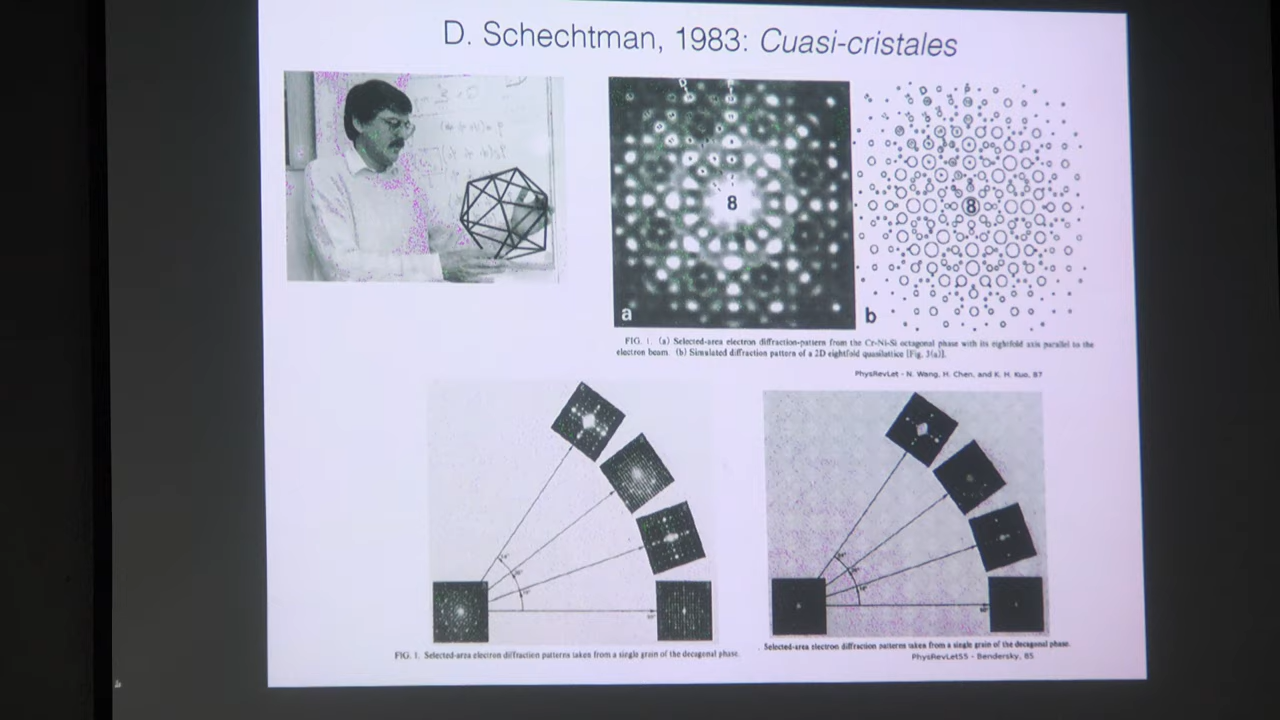 D. Schechtman, 1983: Cuasi-cristales
8
8
a
b
FIG. 1. (a) Selected-area electron diffraction-pattern from the Cr-Ni-Si octagonal phase with its eightfold axis parallel to the
electron beam. (b) Simulated diffraction pattern of a 2D eightfold quasilattice [Fig. 3(a)].
PhysRevLet - N. Wang, H. Chen, and K. H. Kuo, 87
FIG. 1. Selected-area electron diffraction patterns taken from a single grain of the decagonal phase.
. Selected-area electron diffraction patterns taken from a single grain of the decagonal phase.
PhysRevLet55 - Bendersky, 85